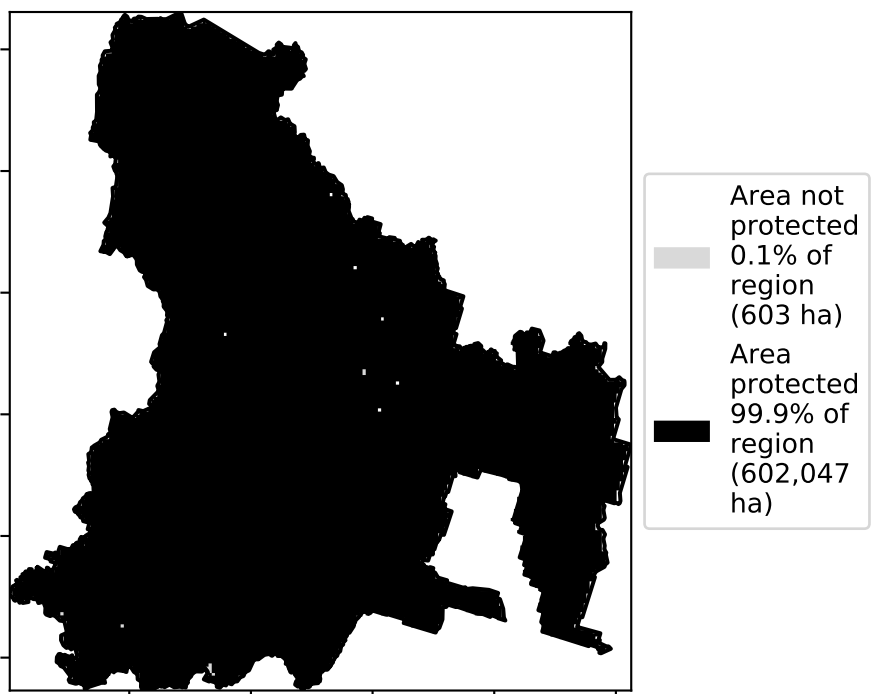 Area not
protected
0.1% of
region
(603 ha)
Area
protected
99.9% of
region
(602,047
ha)